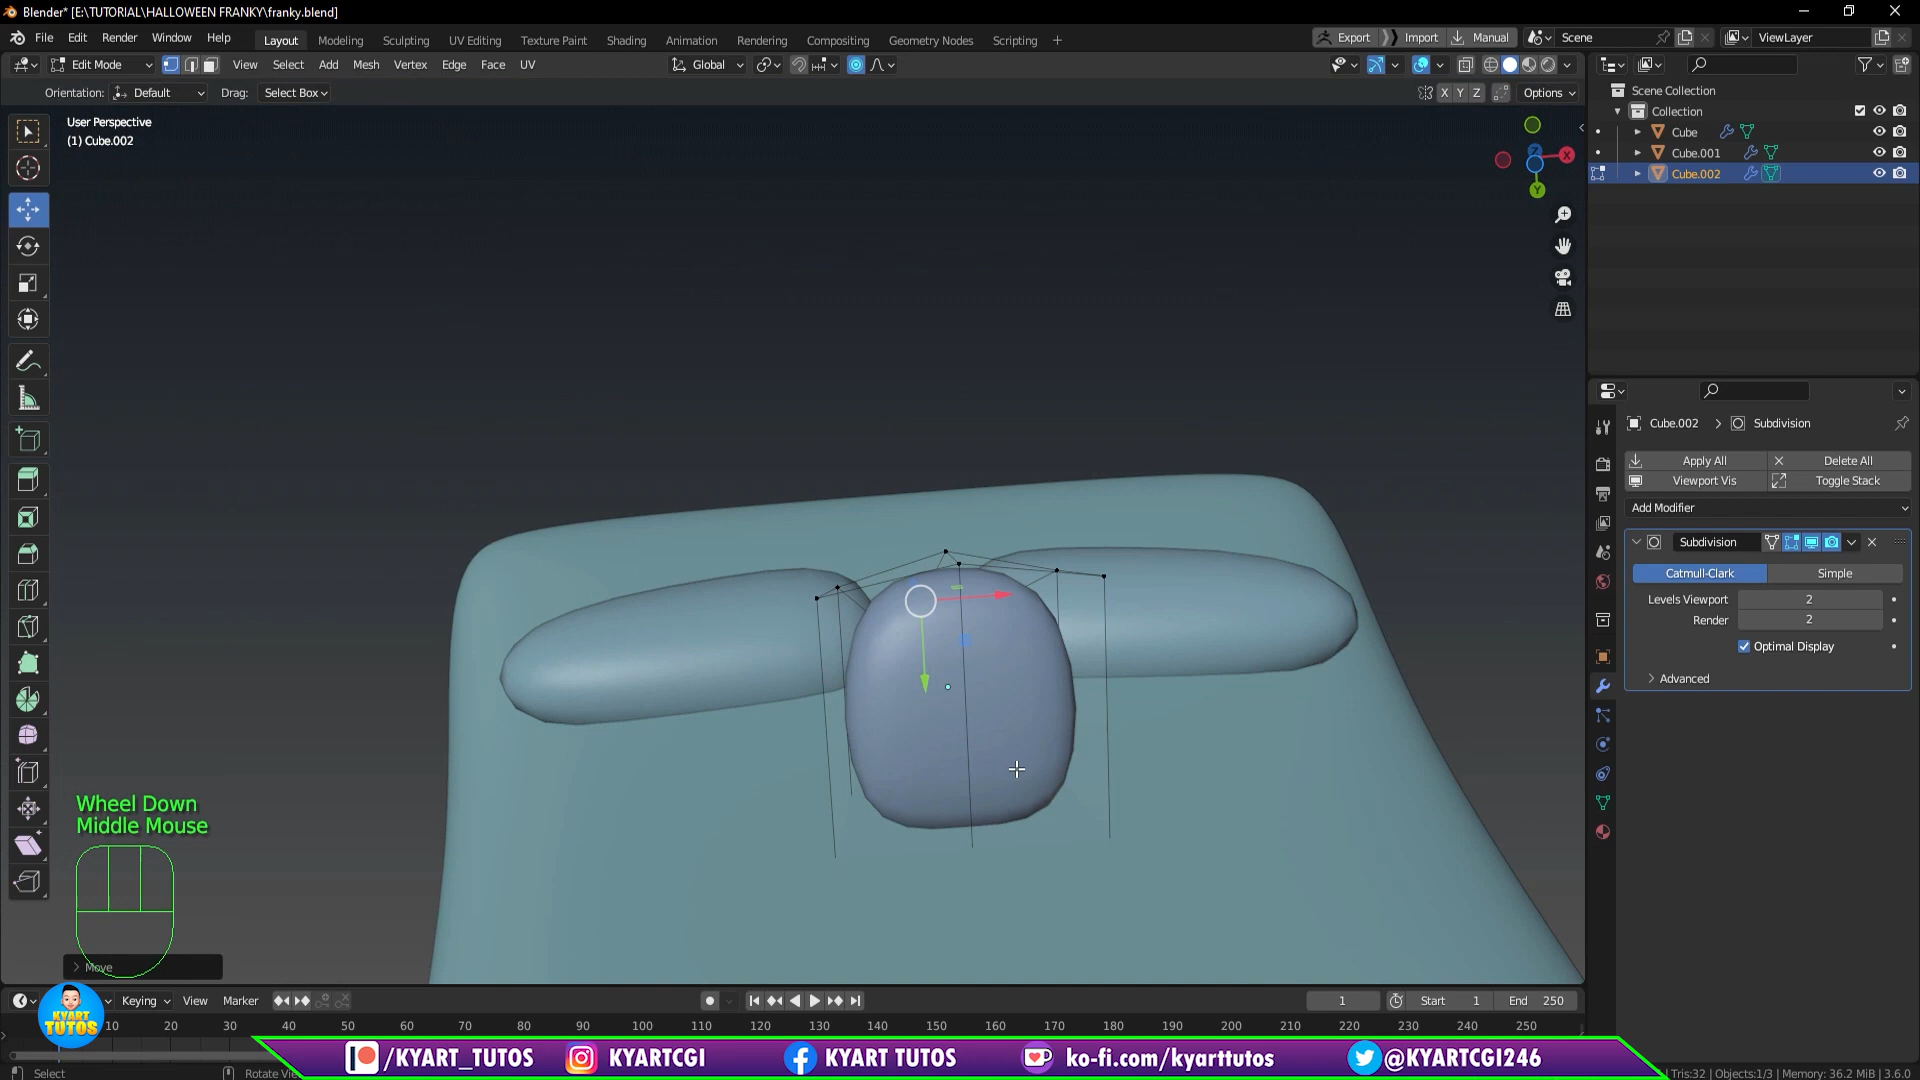 Blender* [E:\TUTORIAL\HALLOWEEN FRANKY\franky.blend]
File Edit Render Window Help Layout Modeling Sculpting UV Editing Texture Paint Shading Animation Rendering Compositing Geometry Nodes Scripting + Export Import Manual Scene ViewLayer
Edit Mode View Select Add Mesh Vertex Edge Face UV Global
Orientation: Default Drag: Select Box X Y Z Options
User Perspective
(1) Cube.002
X
Z
Y
Scene Collection
Collection
Cube
Cube.001
Cube.002
Cube.002 > Subdivision
Apply All Delete All
Viewport Vis Toggle Stack
Add Modifier
Subdivision
Catmull-Clark Simple
Levels Viewport 2
Render 2
Optimal Display
Advanced
Wheel Down
Middle Mouse
Move
Keying View Marker 1 Start 1 End 250
10 20 30 40 50 60 70 80 90 100 110 120 130 140 150 160 170 180 190 200 210 220 230 240 250
KYART
TUTOS
/KYART_TUTOS KYARTCGI KYART TUTOS ko-fi.com/kyarttutos @KYARTCGI246
Select Rotate Vie Tris:32 | Objects:1/3 | Memory: 36.2 MiB | 3.6.0